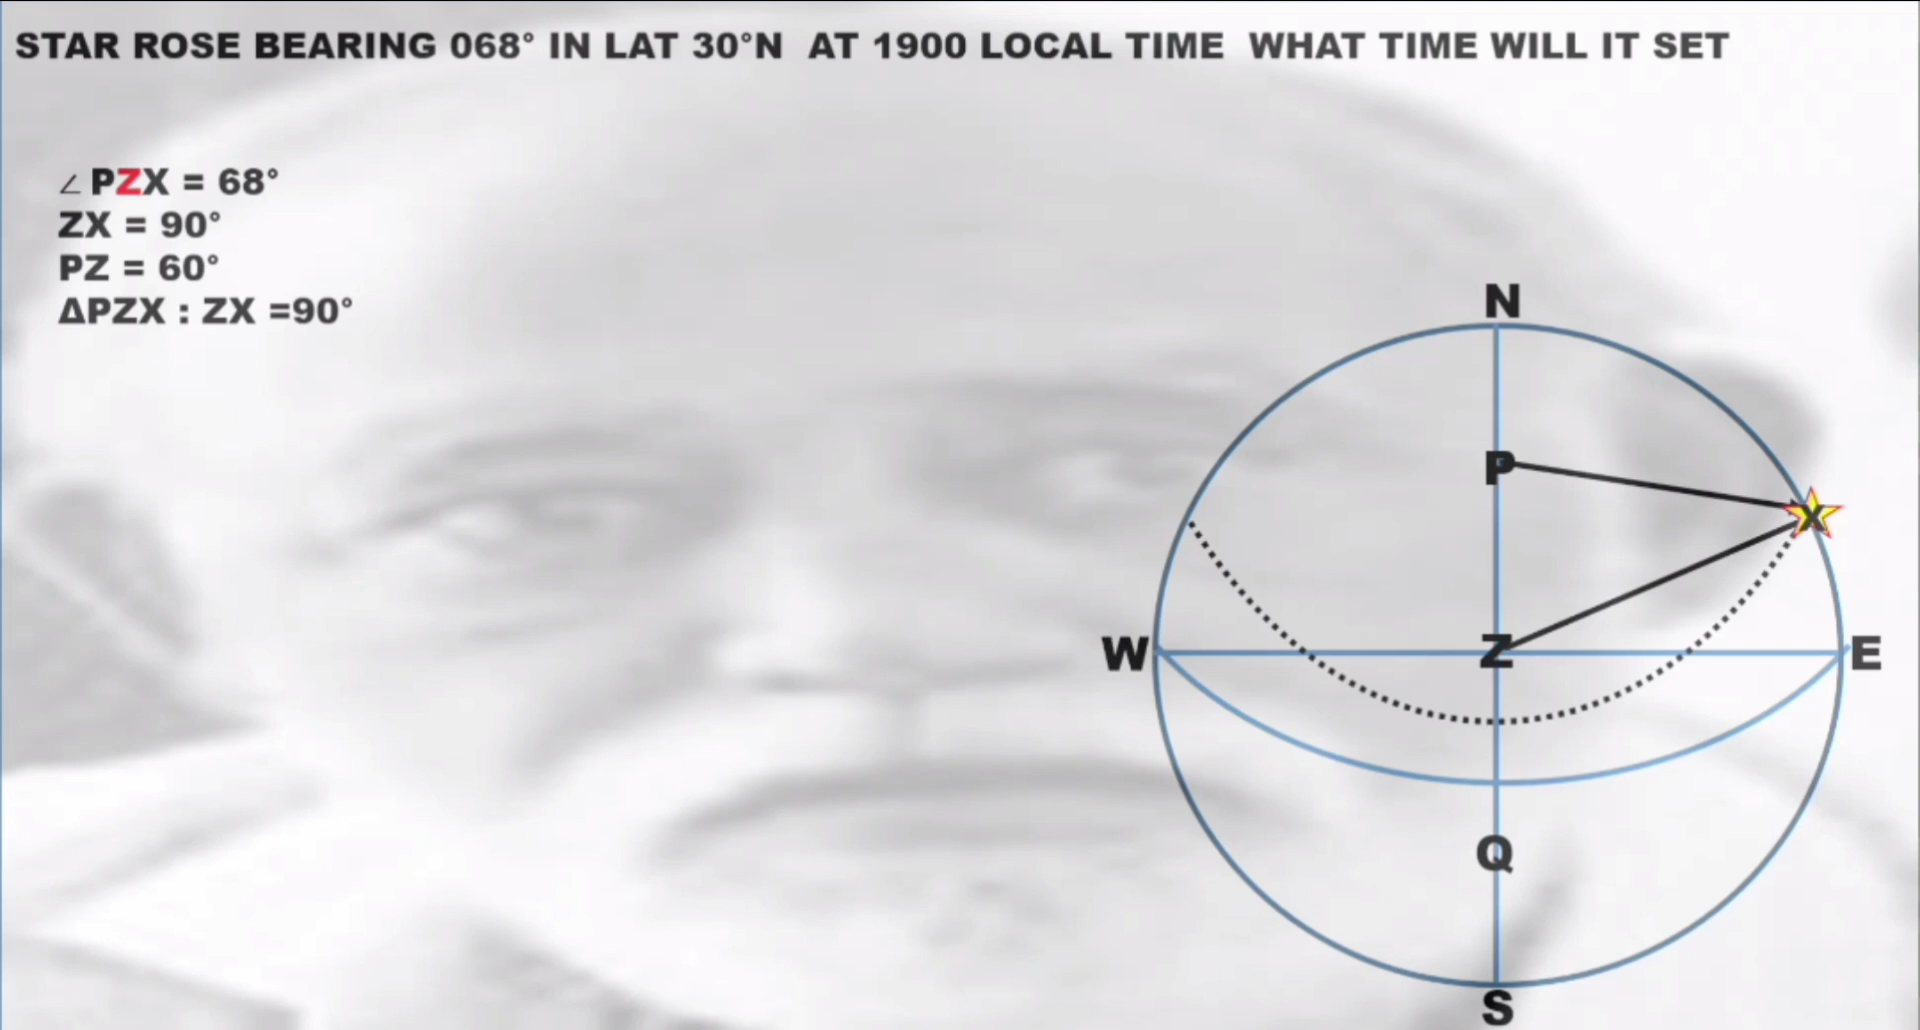 STAR ROSE BEARING 068° IN LAT 30°N AT 1900 LOCAL TIME WHAT TIME WILL IT SET
∠ PZX = 68°
ZX = 90°
PZ = 60°
ΔPZX : ZX =90°
N
P
X
W
Z
E
Q
S